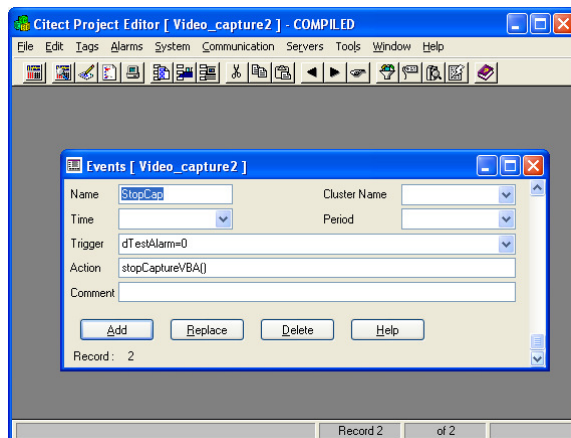 Citect Project Editor [ Video_capture2 ] - COMPILED
File Edit Tags Alarms System Communication Servers Tools Window Help
Events [ Video_capture2 ]
Name StopCap Cluster Name
Time Period
Trigger dTestAlarm=0
Action stopCaptureVBA()
Comment
Add Replace Delete Help
Record : 2
Record 2 of 2